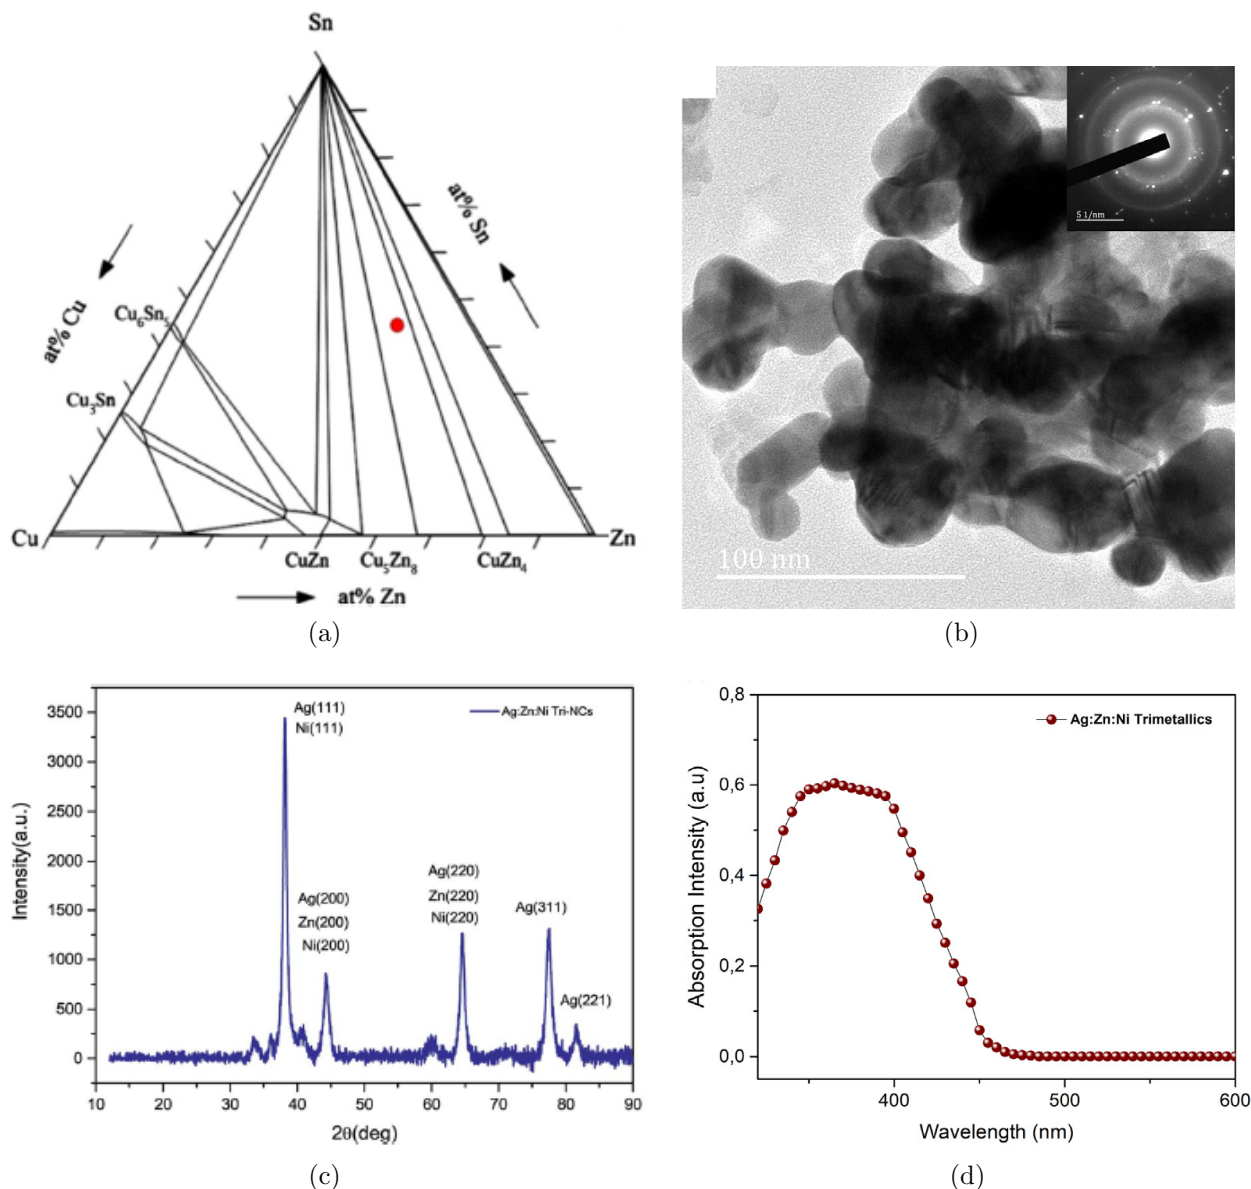 Sn
at% Cu
at% Sn
Cu₆Sn₅
Cu₃Sn
Cu
Zn
CuZn
Cu₅Zn₈
CuZn₄
at% Zn
(a)
5 1/nm
100 nm
(b)
Intensity(a.u.)
3500
3000
2500
2000
1500
1000
500
0
Ag(111)
Ni(111)
Ag:Zn:Ni Tri-NCs
Ag(200)
Zn(200)
Ni(200)
Ag(220)
Zn(220)
Ni(220)
Ag(311)
Ag(221)
10 20 30 40 50 60 70 80 90
2θ(deg)
(c)
Absorption Intensity (a.u)
0,8
0,6
0,4
0,2
0,0
Ag:Zn:Ni Trimetallics
400 500 600
Wavelength (nm)
(d)